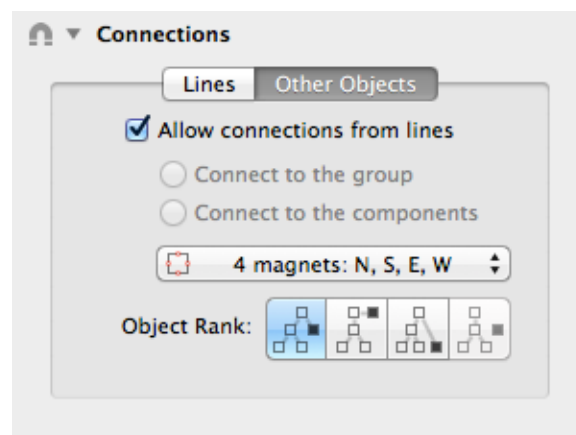 Connections
Lines Other Objects
Allow connections from lines
Connect to the group
Connect to the components
4 magnets: N, S, E, W
Object Rank: